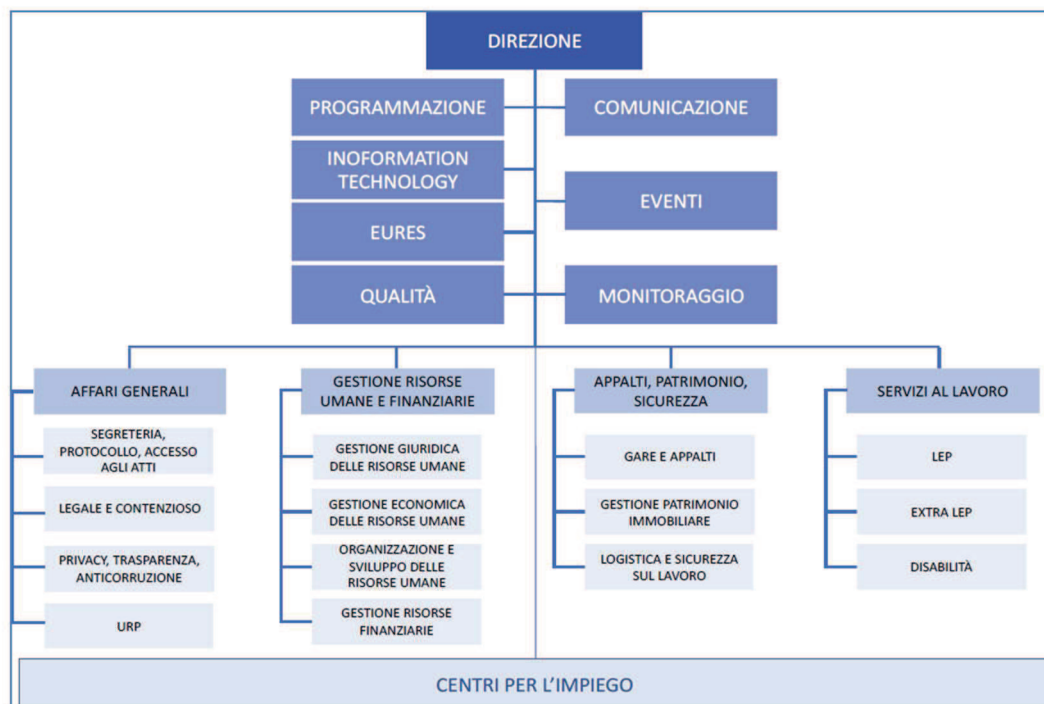 DIREZIONE
PROGRAMMAZIONE
COMUNICAZIONE
INOFORMATION
TECHNOLOGY
EVENTI
EURES
QUALITÀ
MONITORAGGIO
AFFARI GENERALI
SEGRETERIA,
PROTOCOLLO, ACCESSO
AGLI ATTI
LEGALE E CONTENZIOSO
PRIVACY, TRASPARENZA,
ANTICORRUZIONE
URP
GESTIONE RISORSE
UMANE E FINANZIARIE
GESTIONE GIURIDICA
DELLE RISORSE UMANE
GESTIONE ECONOMICA
DELLE RISORSE UMANE
ORGANIZZAZIONE E
SVILUPPO DELLE
RISORSE UMANE
GESTIONE RISORSE
FINANZIARIE
APPALTI, PATRIMONIO,
SICUREZZA
GARE E APPALTI
GESTIONE PATRIMONIO
IMMOBILIARE
LOGISTICA E SICUREZZA
SUL LAVORO
SERVIZI AL LAVORO
LEP
EXTRA LEP
DISABILITÀ
CENTRI PER L'IMPIEGO